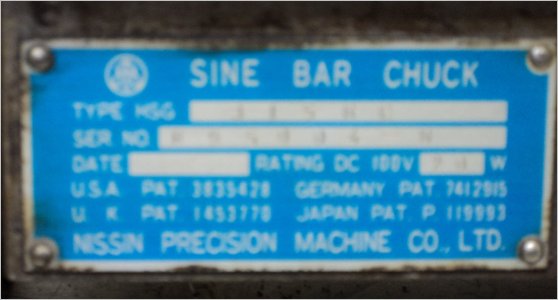 SINE BAR CHUCK
TYPE HSG
SER. NO.
DATE RATING DC 100V W
U.S.A. PAT. 3835428 GERMANY PAT. 7412915
U. K. PAT. 1453770 JAPAN PAT. P. 119993
NISSIN PRECISION MACHINE CO., LTD.